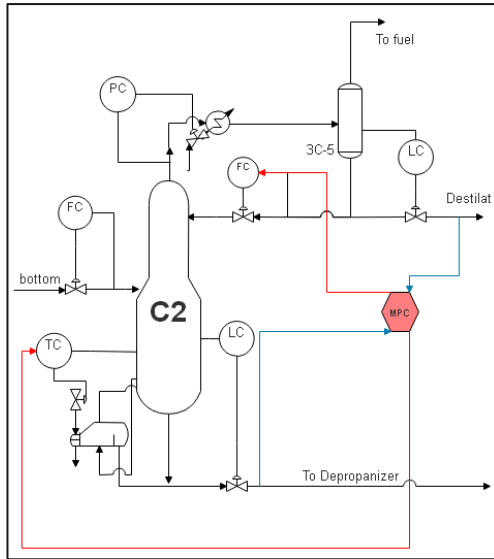 To fuel
PC
3C-5
LC
FC
FC
Destilat
bottom
C2
MPC
LC
TC
To Depropanizer